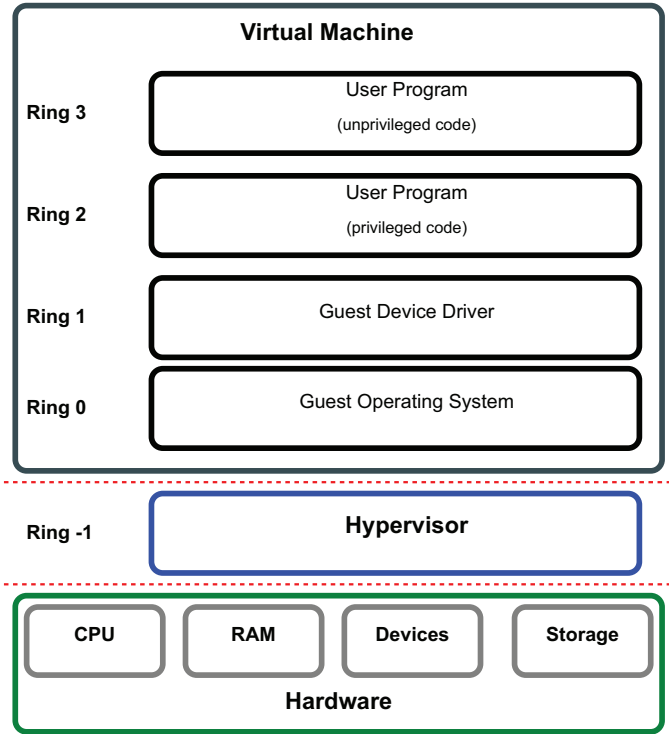 Virtual Machine
Ring 3
User Program
(unprivileged code)
Ring 2
User Program
(privileged code)
Ring 1
Guest Device Driver
Ring 0
Guest Operating System
Ring -1
Hypervisor
CPU
RAM
Devices
Storage
Hardware